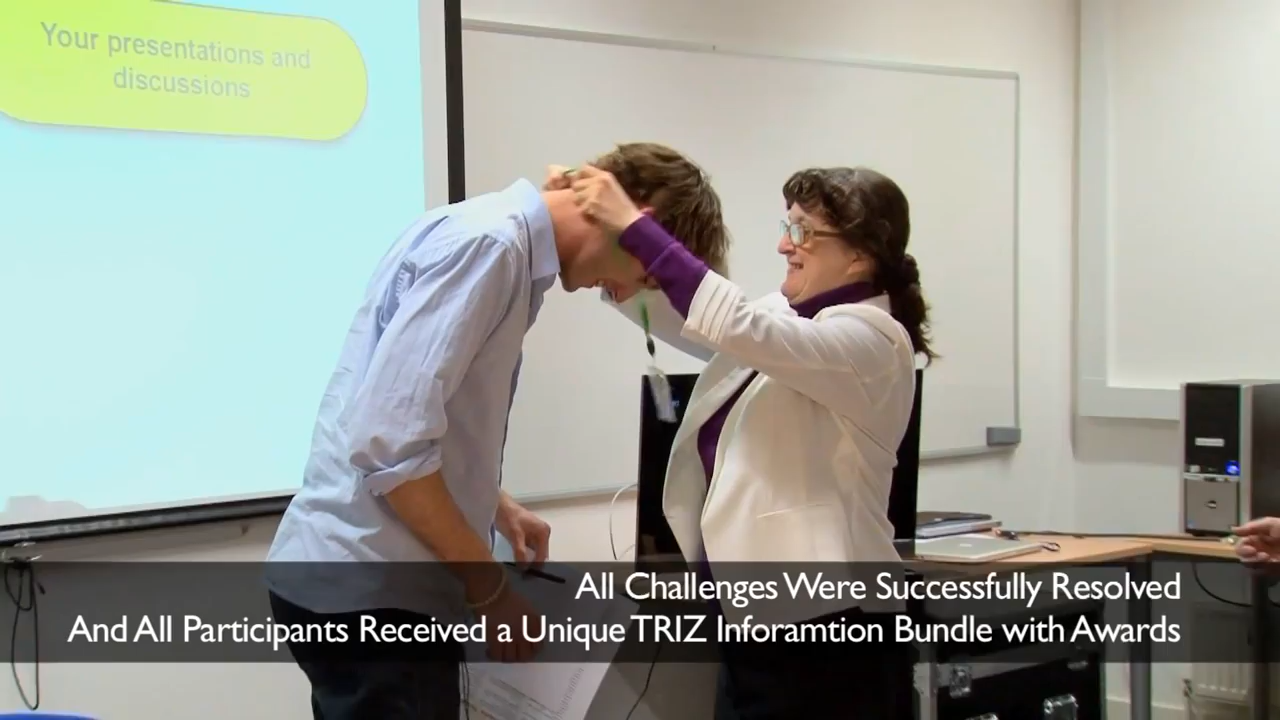 Your presentations and
discussions
All Challenges Were Successfully Resolved
And All Participants Received a Unique TRIZ Inforamtion Bundle with Awards